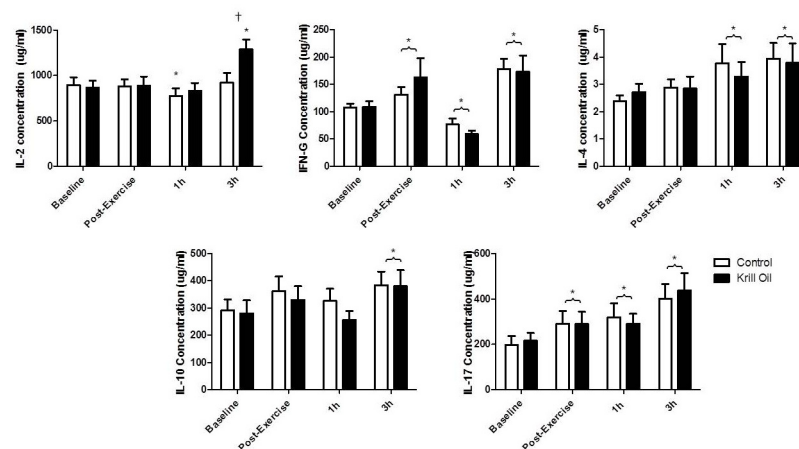 IL-2 concentration (ug/ml)
1500
1000
500
0
*
†
*
Baseline
Post-Exercise
1h
3h
IFN-G Concentration (ug/ml)
250
200
150
100
50
0
*
*
*
Baseline
Post-Exercise
1h
3h
IL-4 concentration (ug/ml)
6
5
4
3
2
1
0
*
*
Baseline
Post-Exercise
1h
3h
IL-10 Concentration (ug/ml)
500
400
300
200
100
0
*
Baseline
Post-Exercise
1h
3h
IL-17 Concentration (ug/ml)
600
400
200
0
*
*
*
Baseline
Post-Exercise
1h
3h
Control
Krill Oil